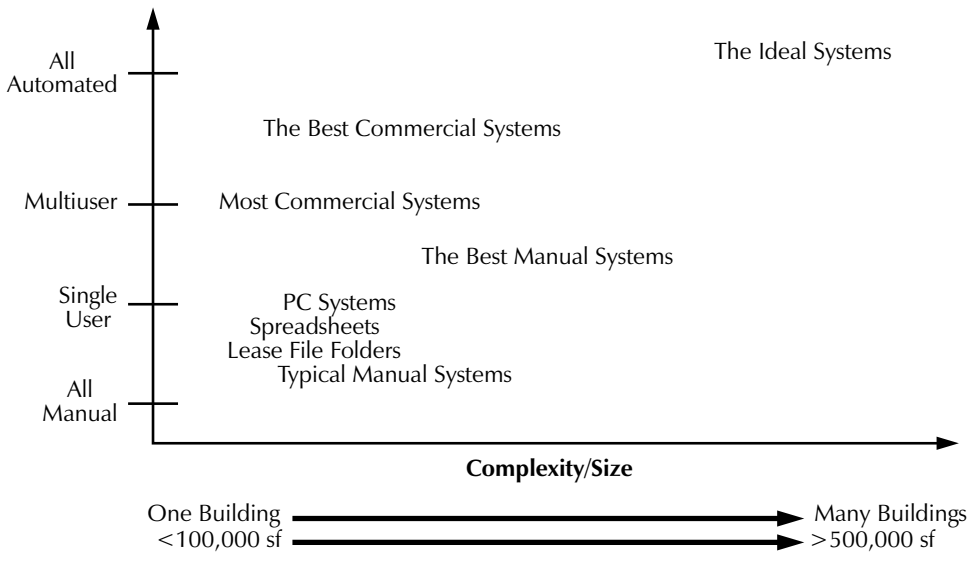 All
Automated
The Ideal Systems
The Best Commercial Systems
Multiuser
Most Commercial Systems
The Best Manual Systems
Single
User
PC Systems
Spreadsheets
Lease File Folders
Typical Manual Systems
All
Manual
Complexity/Size
One Building
Many Buildings
<100,000 sf
>500,000 sf